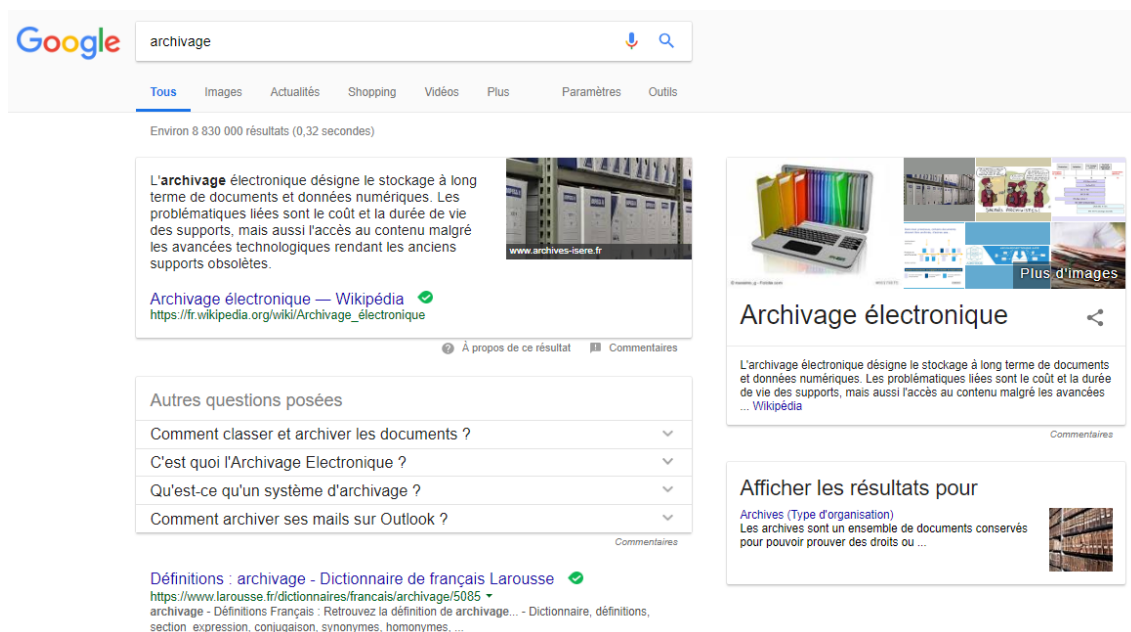 Google
archivage
Tous Images Actualités Shopping Vidéos Plus Paramètres Outils
Environ 8 830 000 résultats (0,32 secondes)
L'archivage électronique désigne le stockage à long
terme de documents et données numériques. Les
problématiques liées sont le coût et la durée de vie
des supports, mais aussi l'accès au contenu malgré
les avancées technologiques rendant les anciens
supports obsolètes.
www.archives-isere.fr
Archivage électronique — Wikipédia
https://fr.wikipedia.org/wiki/Archivage_électronique
À propos de ce résultat Commentaires
Autres questions posées
Comment classer et archiver les documents ?
C'est quoi l'Archivage Electronique ?
Qu'est-ce qu'un système d'archivage ?
Comment archiver ses mails sur Outlook ?
Commentaires
Définitions : archivage - Dictionnaire de français Larousse
https://www.larousse.fr/dictionnaires/francais/archivage/5085
archivage - Définitions Français : Retrouvez la définition de archivage... - Dictionnaire, définitions,
section expression, conjugaison, synonymes, homonymes, ...
Plus d'images
Archivage électronique
L'archivage électronique désigne le stockage à long terme de documents
et données numériques. Les problématiques liées sont le coût et la durée
de vie des supports, mais aussi l'accès au contenu malgré les avancées
... Wikipédia
Commentaires
Afficher les résultats pour
Archives (Type d'organisation)
Les archives sont un ensemble de documents conservés
pour pouvoir prouver des droits ou ...